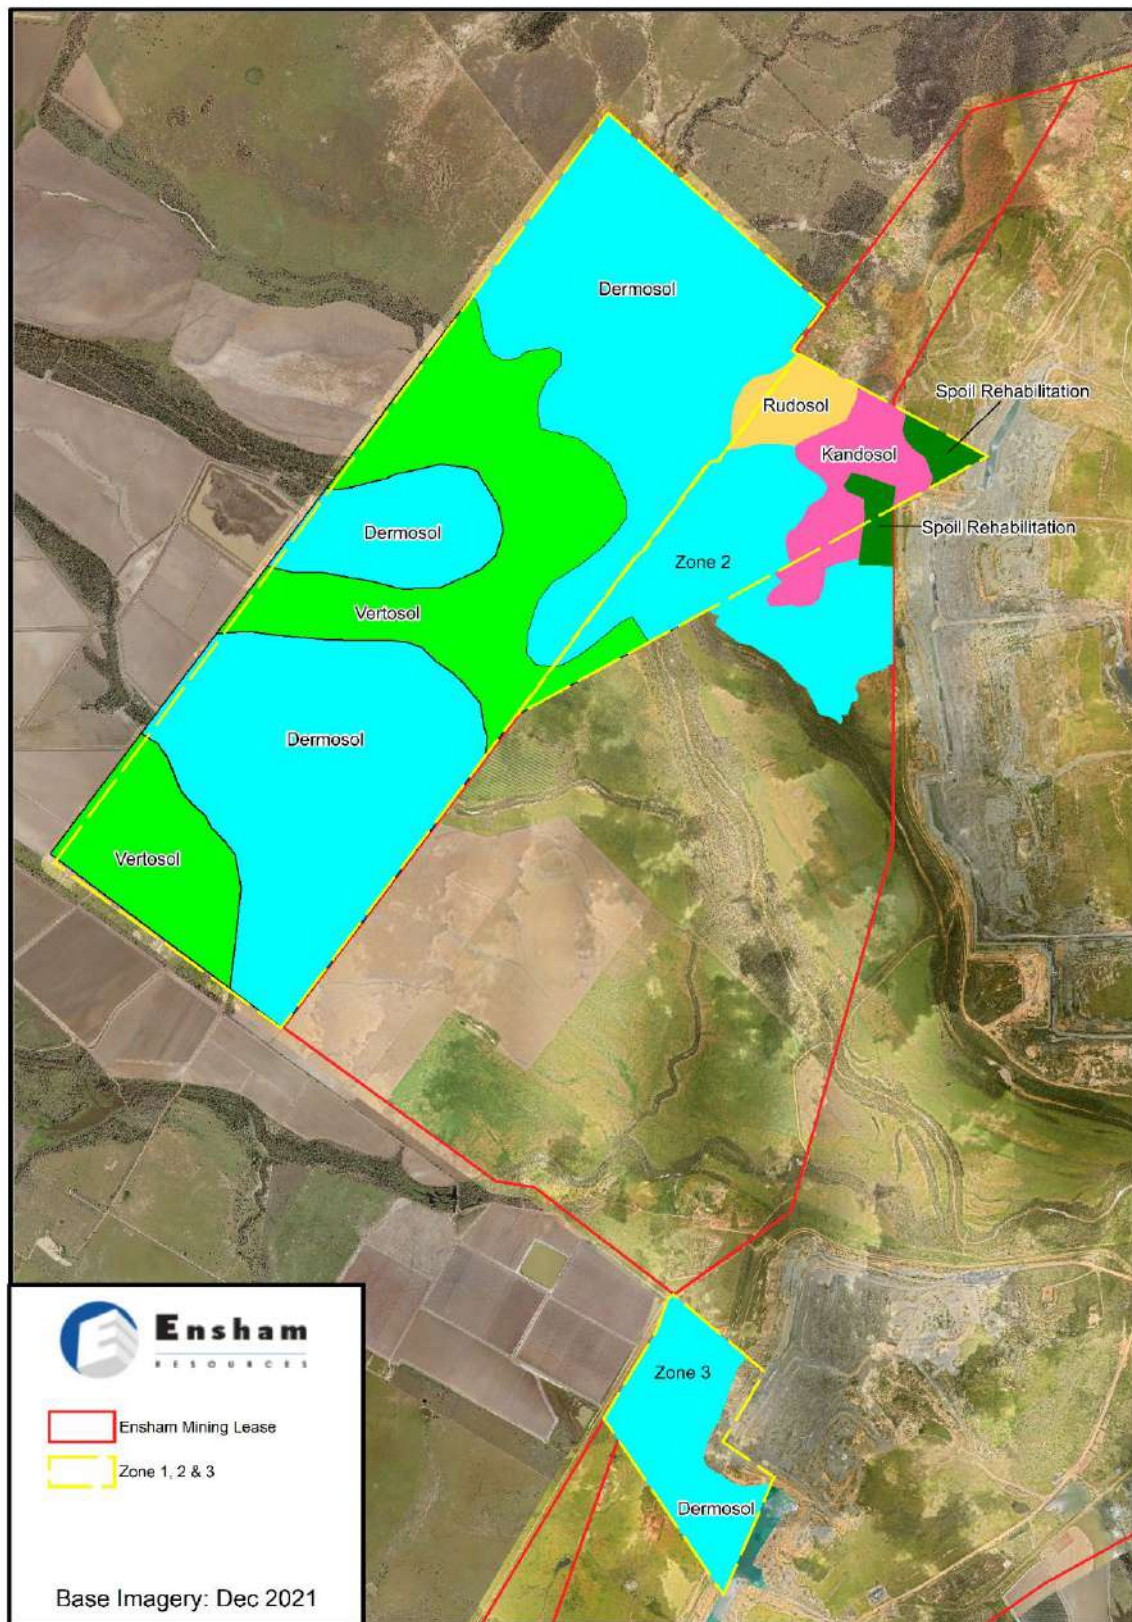 Dermosol
Rudosol
Spoil Rehabilitation
Kandosol
Dermosol
Spoil Rehabilitation
Zone 2
Vertosol
Dermosol
Vertosol
Zone 3
Dermosol
Ensham
RESOURCES
Ensham Mining Lease
Zone 1, 2 & 3
Base Imagery: Dec 2021